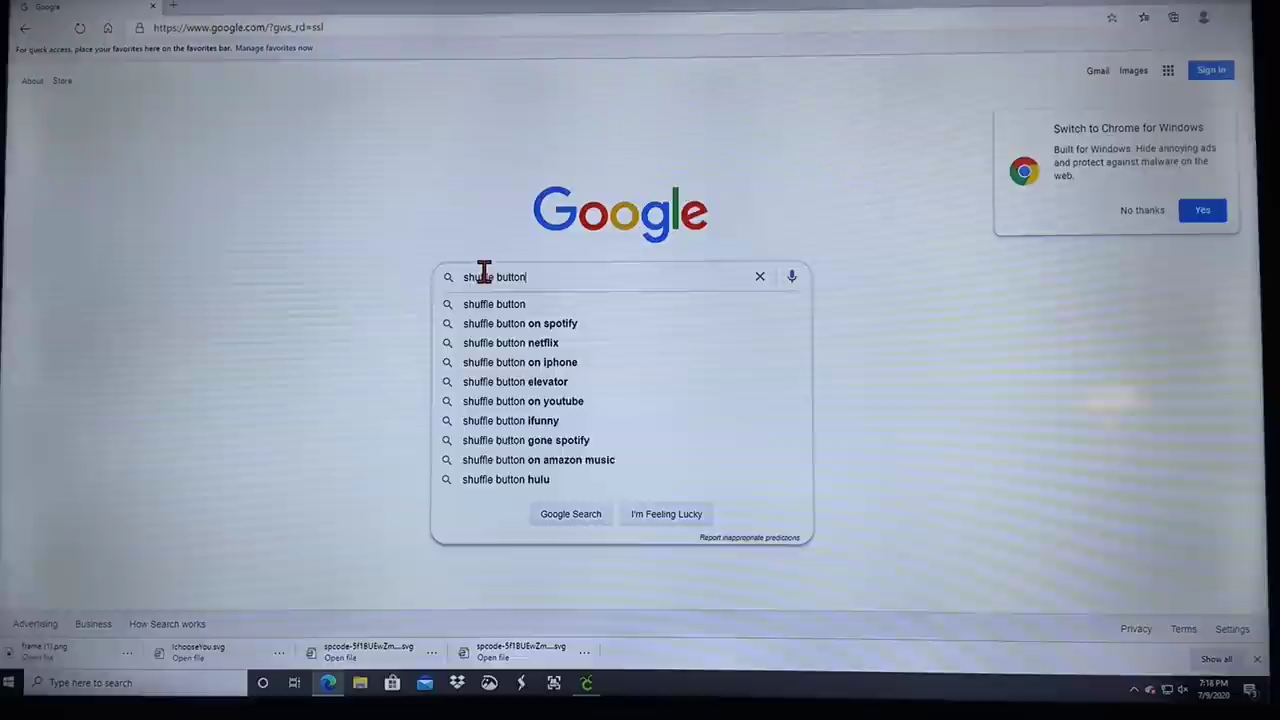 Google
https://www.google.com/?gws_rd=ssl
For quick access, place your favorites here on the favorites bar. Manage favorites now
About Store
Gmail Images Sign in
Switch to Chrome for Windows
Built for Windows. Hide annoying ads
and protect against malware on the
web.
No thanks Yes
Google
shuffle button
shuffle button
shuffle button on spotify
shuffle button netflix
shuffle button on iphone
shuffle button elevator
shuffle button on youtube
shuffle button ifunny
shuffle button gone spotify
shuffle button on amazon music
shuffle button hulu
Google Search I'm Feeling Lucky
Report inappropriate predictions
Advertising Business How Search works
Privacy Terms Settings
frame (1).png
Open file
IchooseYou.svg
Open file
spcode-5f1BUEwZm....svg
Open file
spcode-5f1BUEwZm....svg
Open file
Show all
Type here to search
7:18 PM
7/9/2020